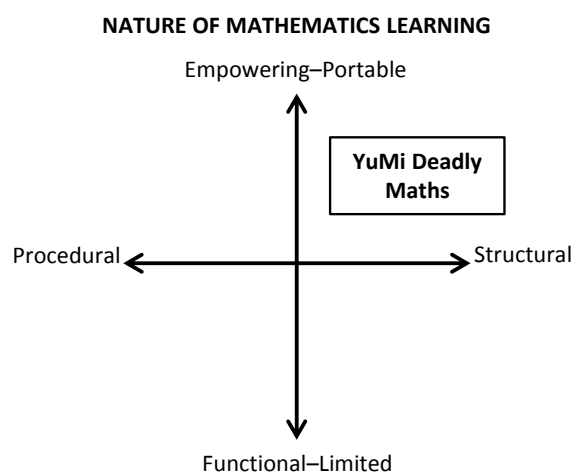 NATURE OF MATHEMATICS LEARNING
Empowering–Portable
YuMi Deadly
Maths
Procedural
Structural
Functional–Limited